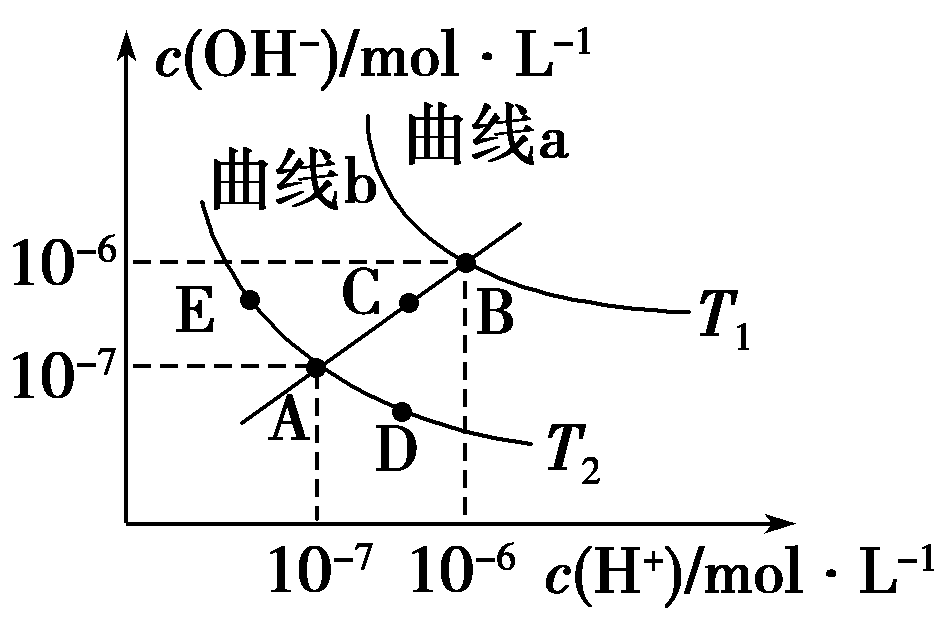 c(OH⁻)/mol · L⁻¹
曲线a
曲线b
10⁻⁶
C
E
B
T₁
10⁻⁷
A
D
T₂
10⁻⁷ 10⁻⁶ c(H⁺)/mol · L⁻¹